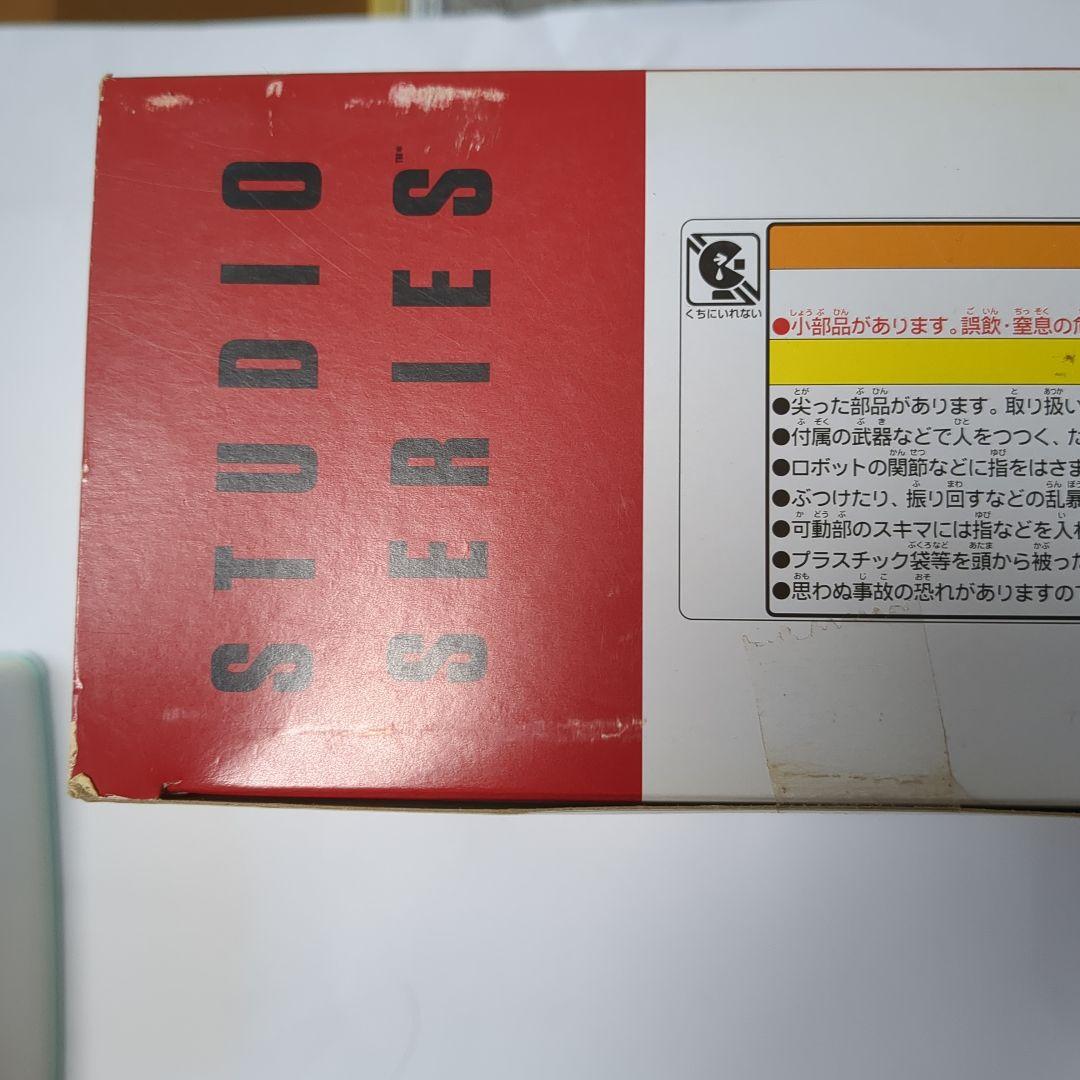 STUDIO
SERIES™*
くちにいれない
●小部品があります。誤飲・窒息の
●尖った部品があります。取り扱い
●付属の武器などで人をつつく、た
●ロボットの関節などに指をはさま
●ぶつけたり、振り回すなどの乱暴
●可動部のスキマには指などを入れ
●プラスチック袋等を頭から被った
●思わぬ事故の恐れがありますので